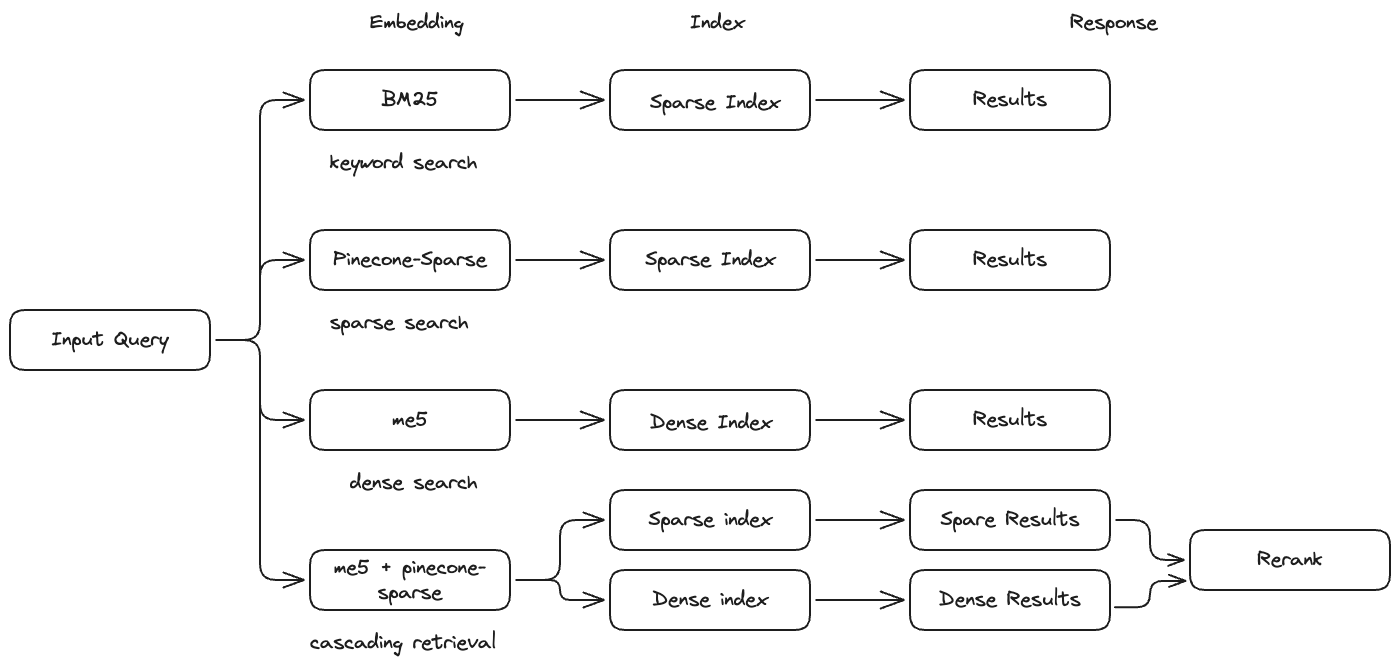 Embedding
Index
Response
BM25
Sparse Index
Results
keyword search
Pinecone-Sparse
Sparse Index
Results
sparse search
Input Query
me5
Dense Index
Results
dense search
Sparse index
Spare Results
Rerank
me5 + pinecone-
sparse
Dense index
Dense Results
cascading retrieval